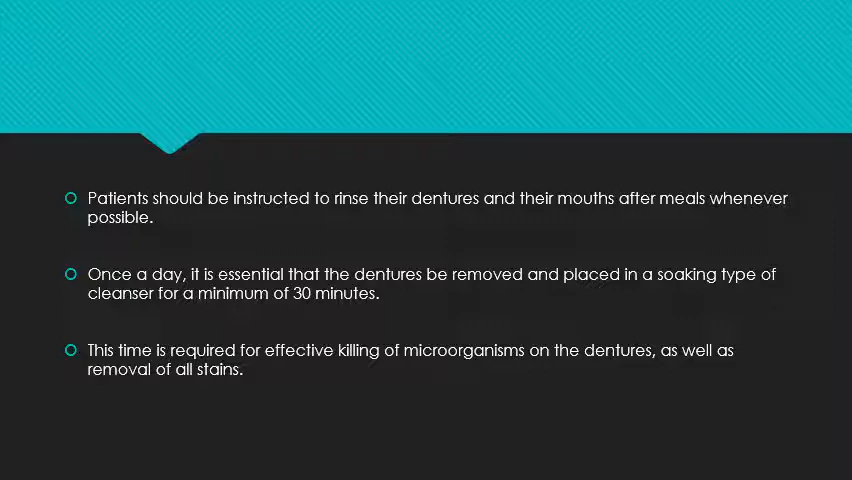 Patients should be instructed to rinse their dentures and their mouths after meals whenever
possible.
Once a day, it is essential that the dentures be removed and placed in a soaking type of
cleanser for a minimum of 30 minutes.
This time is required for effective killing of microorganisms on the dentures, as well as
removal of all stains.